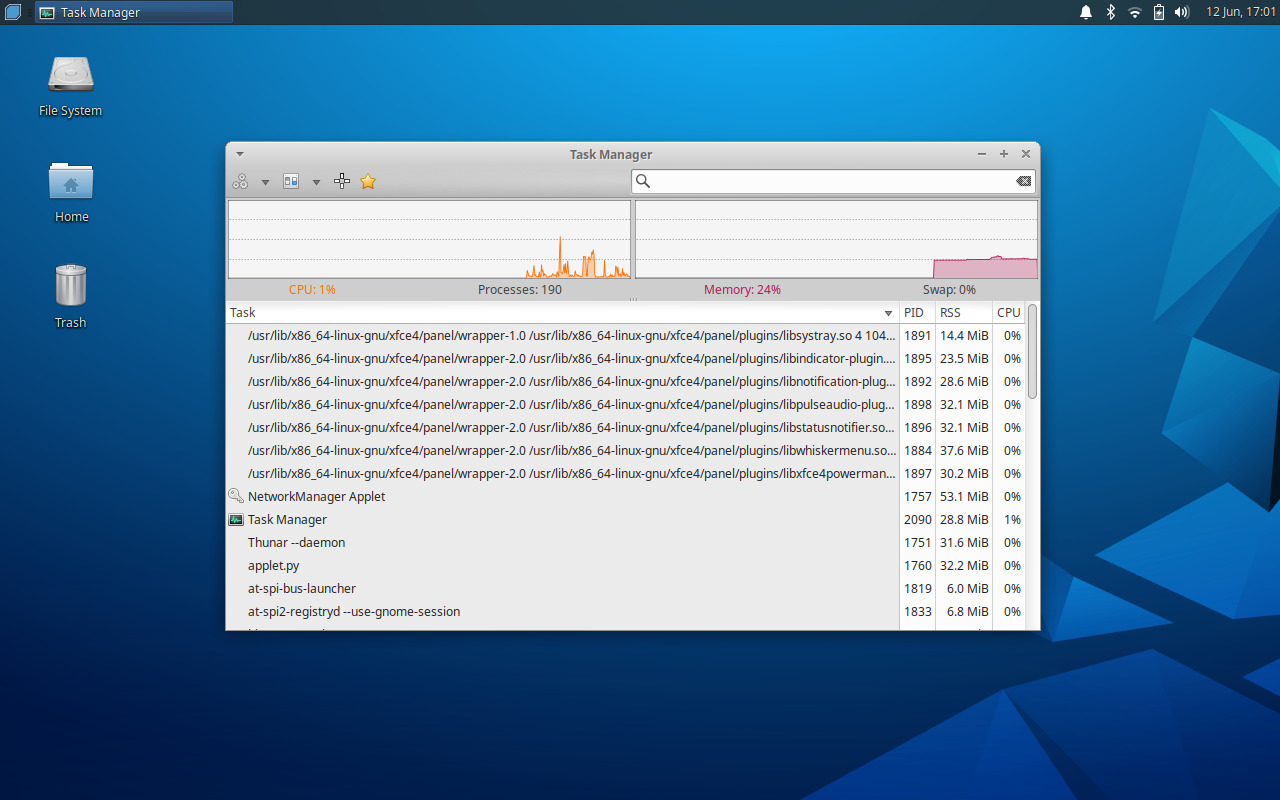 Task Manager
12 Jun, 17:01
File System
Home
Trash
Task Manager
CPU: 1% Processes: 190 Memory: 24% Swap: 0%
Task PID RSS CPU
/usr/lib/x86_64-linux-gnu/xfce4/panel/wrapper-1.0 /usr/lib/x86_64-linux-gnu/xfce4/panel/plugins/libsystray.so 4 104... 1891 14.4 MiB 0%
/usr/lib/x86_64-linux-gnu/xfce4/panel/wrapper-2.0 /usr/lib/x86_64-linux-gnu/xfce4/panel/plugins/libindicator-plugin.... 1895 23.5 MiB 0%
/usr/lib/x86_64-linux-gnu/xfce4/panel/wrapper-2.0 /usr/lib/x86_64-linux-gnu/xfce4/panel/plugins/libnotification-plug... 1892 28.6 MiB 0%
/usr/lib/x86_64-linux-gnu/xfce4/panel/wrapper-2.0 /usr/lib/x86_64-linux-gnu/xfce4/panel/plugins/libpulseaudio-plug... 1898 32.1 MiB 0%
/usr/lib/x86_64-linux-gnu/xfce4/panel/wrapper-2.0 /usr/lib/x86_64-linux-gnu/xfce4/panel/plugins/libstatusnotifier.so... 1896 32.1 MiB 0%
/usr/lib/x86_64-linux-gnu/xfce4/panel/wrapper-2.0 /usr/lib/x86_64-linux-gnu/xfce4/panel/plugins/libwhiskermenu.so... 1884 37.6 MiB 0%
/usr/lib/x86_64-linux-gnu/xfce4/panel/wrapper-2.0 /usr/lib/x86_64-linux-gnu/xfce4/panel/plugins/libxfce4powerman... 1897 30.2 MiB 0%
NetworkManager Applet 1757 53.1 MiB 0%
Task Manager 2090 28.8 MiB 1%
Thunar --daemon 1751 31.6 MiB 0%
applet.py 1760 32.2 MiB 0%
at-spi-bus-launcher 1819 6.0 MiB 0%
at-spi2-registryd --use-gnome-session 1833 6.8 MiB 0%